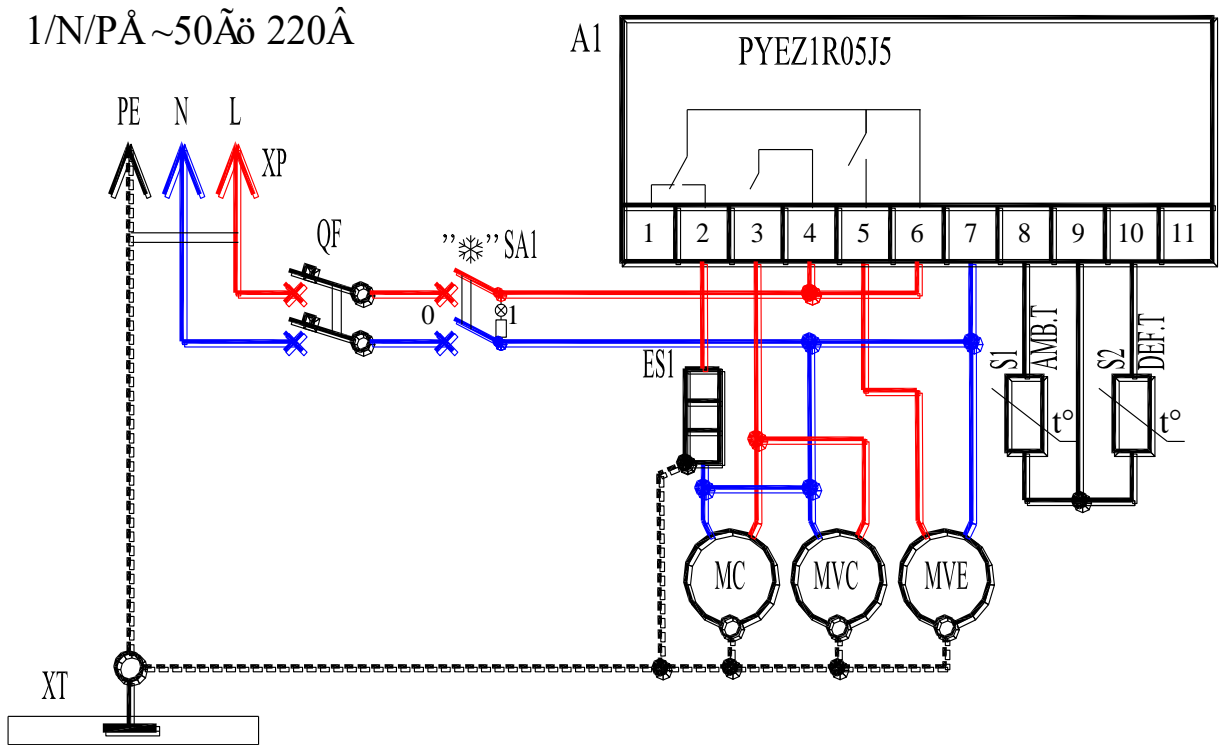 1/N/PÅ ~50Ãö 220Â
A1
PYEZ1R05J5
PE N L
XP
QF
”❄” SA1
1 2 3 4 5 6 7 8 9 10 11
0 1
ES1
S1 AMB.T
S2 DEF.T
t° t°
MC MVC MVE
XT